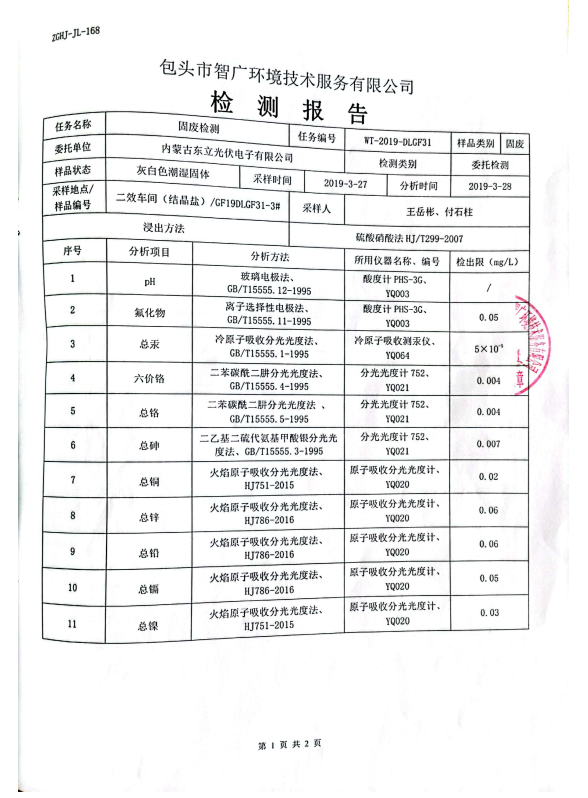 ZGHJ-JL-168
包头市智广环境技术服务有限公司
检 测 报 告
任务名称 固废检测 任务编号 WT-2019-DLGF31 样品类别 固废
委托单位 内蒙古东立光伏电子有限公司 检测类别 委托检测
样品状态 灰白色潮湿固体 采样时间 2019-3-27 分析时间 2019-3-28
采样地点/
样品编号 二效车间（结晶盐）/GF19DLGF31-3# 采样人 王岳彬、付石柱
浸出方法 硫酸硝酸法 HJ/T299-2007
序号 分析项目 分析方法 所用仪器名称、编号 检出限（mg/L）
1 pH 玻璃电极法、 酸度计 PHS-3G、 /
GB/T15555.12-1995 YQ003
2 氟化物 离子选择性电极法、 酸度计 PHS-3G、 0.05
GB/T15555.11-1995 YQ003
3 总汞 冷原子吸收分光光度法、 冷原子吸收测汞仪、
GB/T15555.1-1995 YQ064
4 六价铬 二苯碳酰二肼分光光度法、 分光光度计 752、 0.004
GB/T15555.4-1995 YQ021
5 总铬 二苯碳酰二肼分光光度法 、 分光光度计 752、 0.004
GB/T15555.5-1995 YQ021
6 总砷 二乙基二硫代氨基甲酸银分光光 分光光度计 752、 0.007
度法、GB/T15555.3-1995 YQ021
7 总铜 火焰原子吸收分光光度法、 原子吸收分光光度计、 0.02
HJ751-2015 YQ020
8 总锌 火焰原子吸收分光光度法、 原子吸收分光光度计、 0.06
HJ786-2016 YQ020
9 总铅 火焰原子吸收分光光度法、 原子吸收分光光度计、 0.06
HJ786-2016 YQ020
10 总镉 火焰原子吸收分光光度法、 原子吸收分光光度计、 0.05
HJ786-2016 YQ020
11 总镍 火焰原子吸收分光光度法、 原子吸收分光光度计、 0.03
HJ751-2015 YQ020
第 1 页 共 2 页